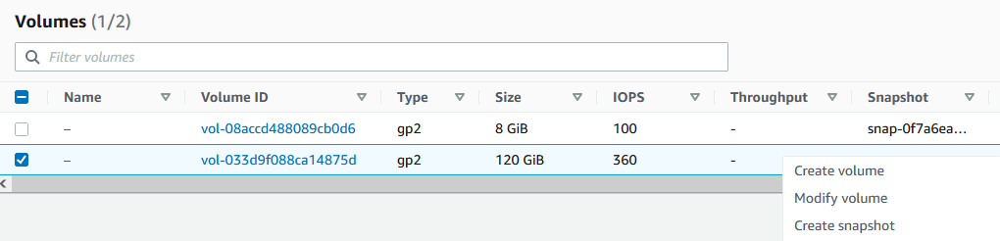 Volumes (1/2)
Filter volumes
Name Volume ID Type Size IOPS Throughput Snapshot
– vol-08accd488089cb0d6 gp2 8 GiB 100 - snap-0f7a6ea...
– vol-033d9f088ca14875d gp2 120 GiB 360 -
Create volume
Modify volume
Create snapshot